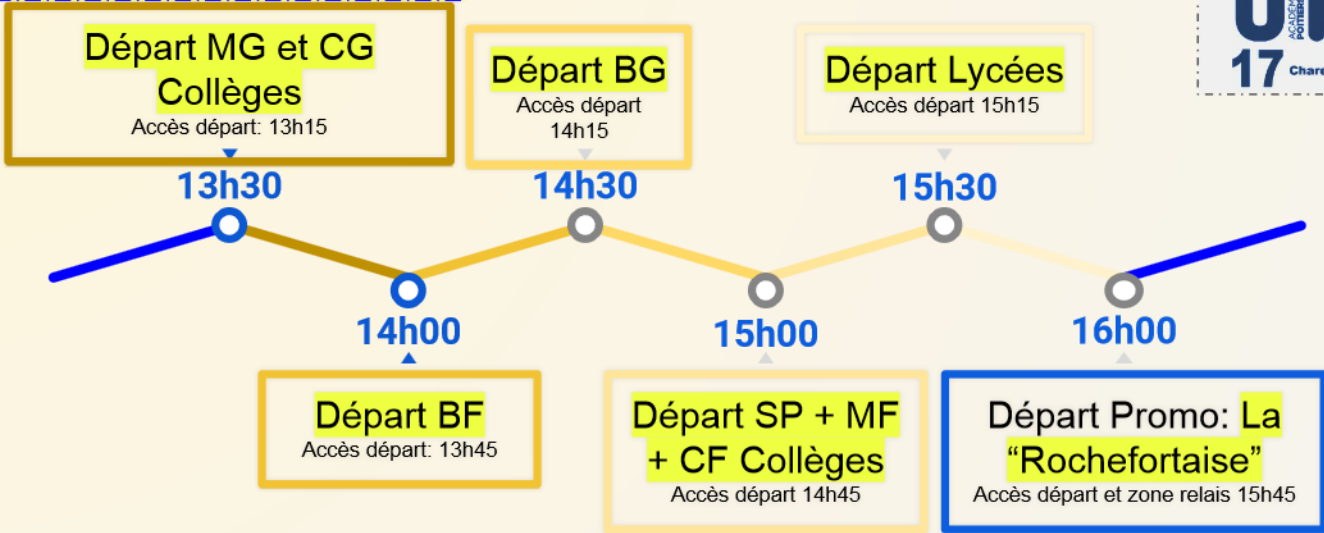 Départ MG et CG
Collèges
Accès départ: 13h15
13h30
Départ BF
Accès départ: 13h45
14h00
Départ BG
Accès départ
14h15
14h30
Départ SP + MF
+ CF Collèges
Accès départ 14h45
15h00
Départ Lycées
Accès départ 15h15
15h30
Départ Promo: La
“Rochefortaise”
Accès départ et zone relais 15h45
16h00
17